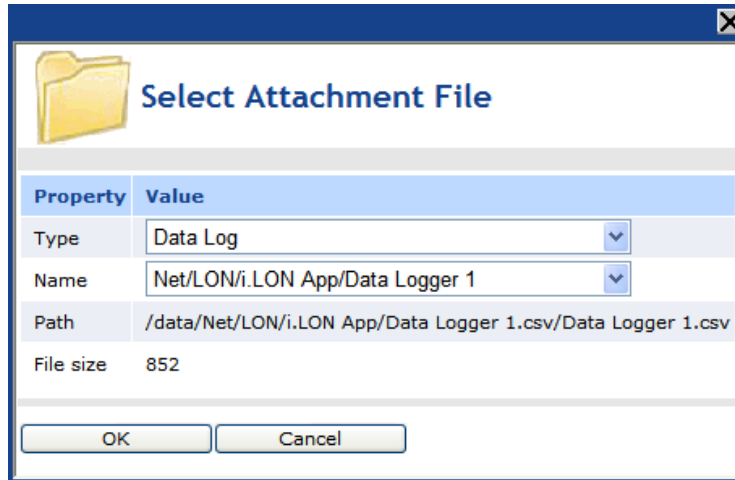 Select Attachment File
Property Value
Type Data Log
Name Net/LON/i.LON App/Data Logger 1
Path /data/Net/LON/i.LON App/Data Logger 1.csv/Data Logger 1.csv
File size 852
OK Cancel